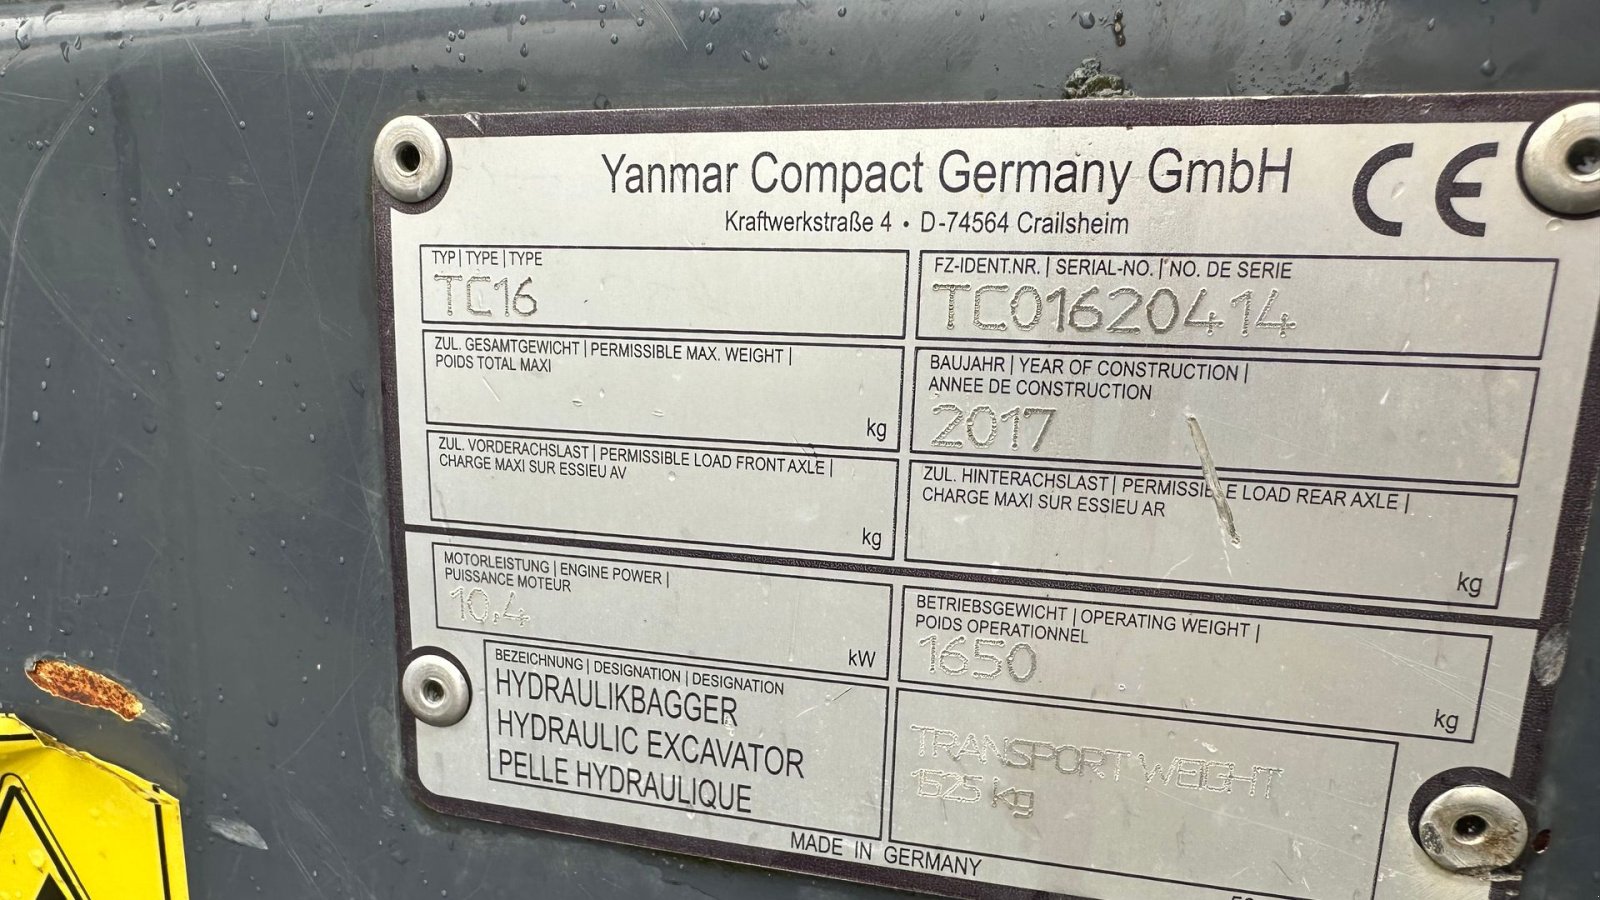 Yanmar Compact Germany GmbH
CE
Kraftwerkstraße 4 • D-74564 Crailsheim
TYP | TYPE | TYPE
TC16
FZ-IDENT.NR. | SERIAL-NO. | NO. DE SERIE
TC01620414
ZUL. GESAMTGEWICHT | PERMISSIBLE MAX. WEIGHT |
POIDS TOTAL MAXI
kg
BAUJAHR | YEAR OF CONSTRUCTION |
ANNEE DE CONSTRUCTION
2017
ZUL. VORDERACHSLAST | PERMISSIBLE LOAD FRONT AXLE |
CHARGE MAXI SUR ESSIEU AV
kg
ZUL. HINTERACHSLAST | PERMISSIBLE LOAD REAR AXLE |
CHARGE MAXI SUR ESSIEU AR
kg
MOTORLEISTUNG | ENGINE POWER |
PUISSANCE MOTEUR
10,4
kW
BETRIEBSGEWICHT | OPERATING WEIGHT |
POIDS OPERATIONNEL
1650
kg
BEZEICHNUNG | DESIGNATION | DESIGNATION
HYDRAULIKBAGGER
HYDRAULIC EXCAVATOR
PELLE HYDRAULIQUE
TRANSPORT WEIGHT
1525 kg
MADE IN GERMANY